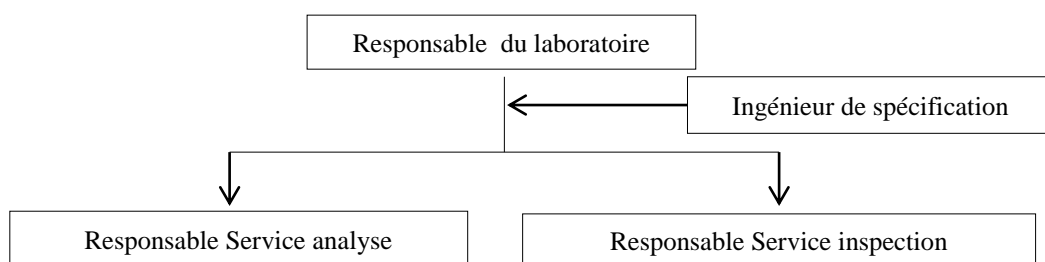 Responsable du laboratoire
Ingénieur de spécification
Responsable Service analyse
Responsable Service inspection